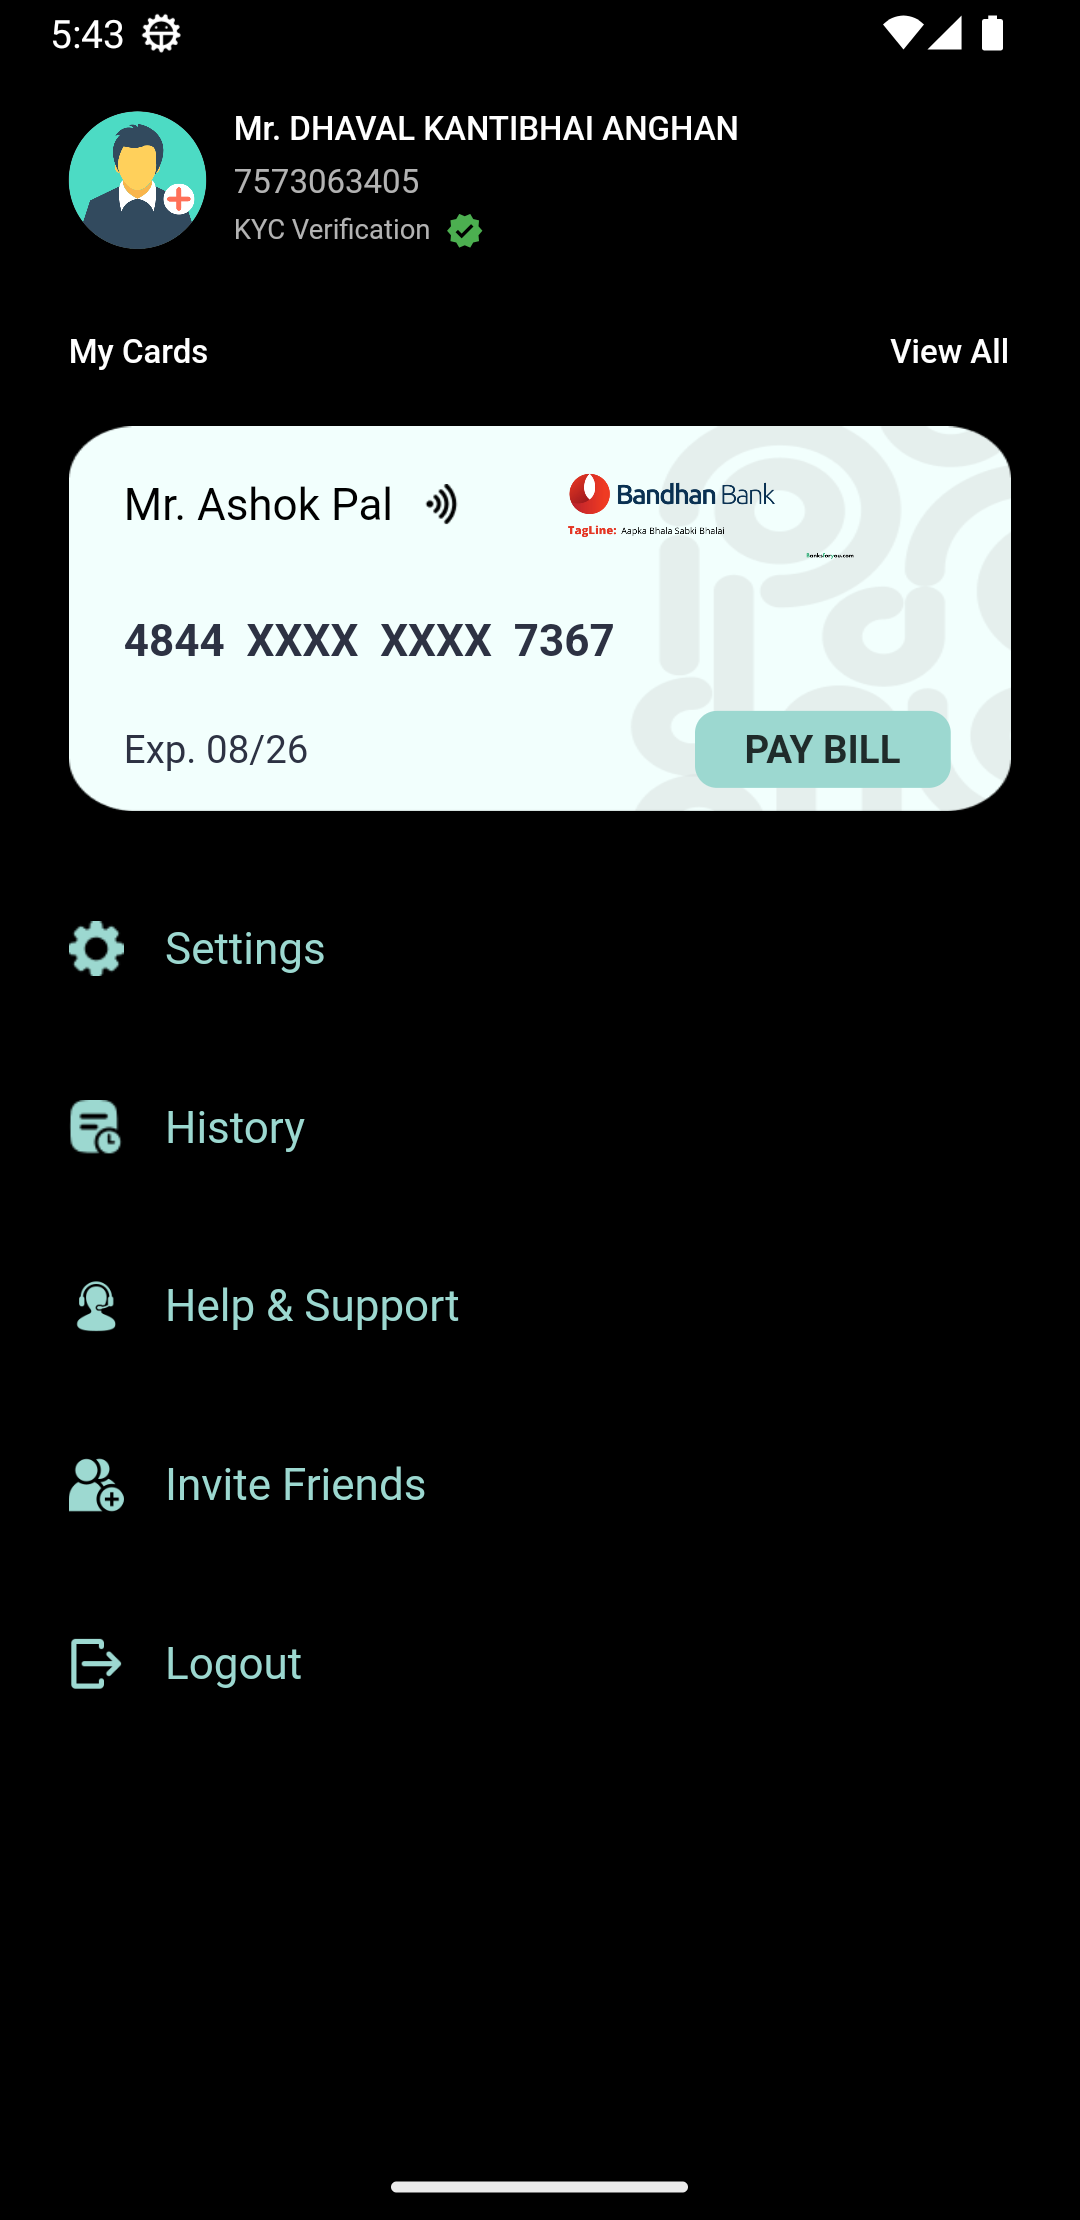 5:43
Mr. DHAVAL KANTIBHAI ANGHAN
7573063405
KYC Verification
My Cards
View All
Mr. Ashok Pal
Bandhan Bank
TagLine: Aapka Bhala Sabki Bhalai
Banksforyou.com
4844 XXXX XXXX 7367
Exp. 08/26
PAY BILL
Settings
History
Help & Support
Invite Friends
Logout